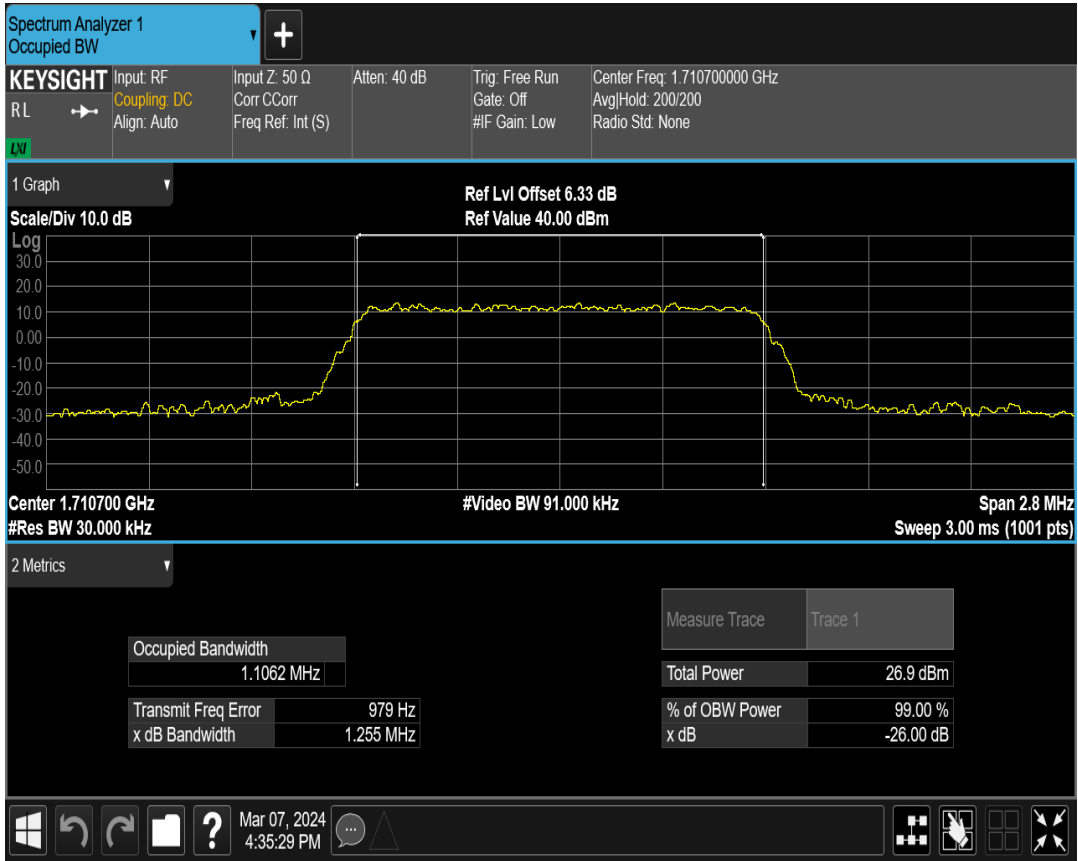 Spectrum Analyzer 1
Occupied BW
+
KEYSIGHT
RL
LXI
Input: RF
Coupling: DC
Align: Auto
Input Z: 50 Ω
Corr CCorr
Freq Ref: Int (S)
Atten: 40 dB
Trig: Free Run
Gate: Off
#IF Gain: Low
Center Freq: 1.710700000 GHz
Avg|Hold: 200/200
Radio Std: None
1 Graph
Scale/Div 10.0 dB
Ref Lvl Offset 6.33 dB
Ref Value 40.00 dBm
Log
30.0
20.0
10.0
0.00
-10.0
-20.0
-30.0
-40.0
-50.0
Center 1.710700 GHz
#Video BW 91.000 kHz
Span 2.8 MHz
#Res BW 30.000 kHz
Sweep 3.00 ms (1001 pts)
2 Metrics
Occupied Bandwidth
1.1062 MHz
Transmit Freq Error 979 Hz
x dB Bandwidth 1.255 MHz
Measure Trace Trace 1
Total Power 26.9 dBm
% of OBW Power 99.00 %
x dB -26.00 dB
?
Mar 07, 2024
4:35:29 PM